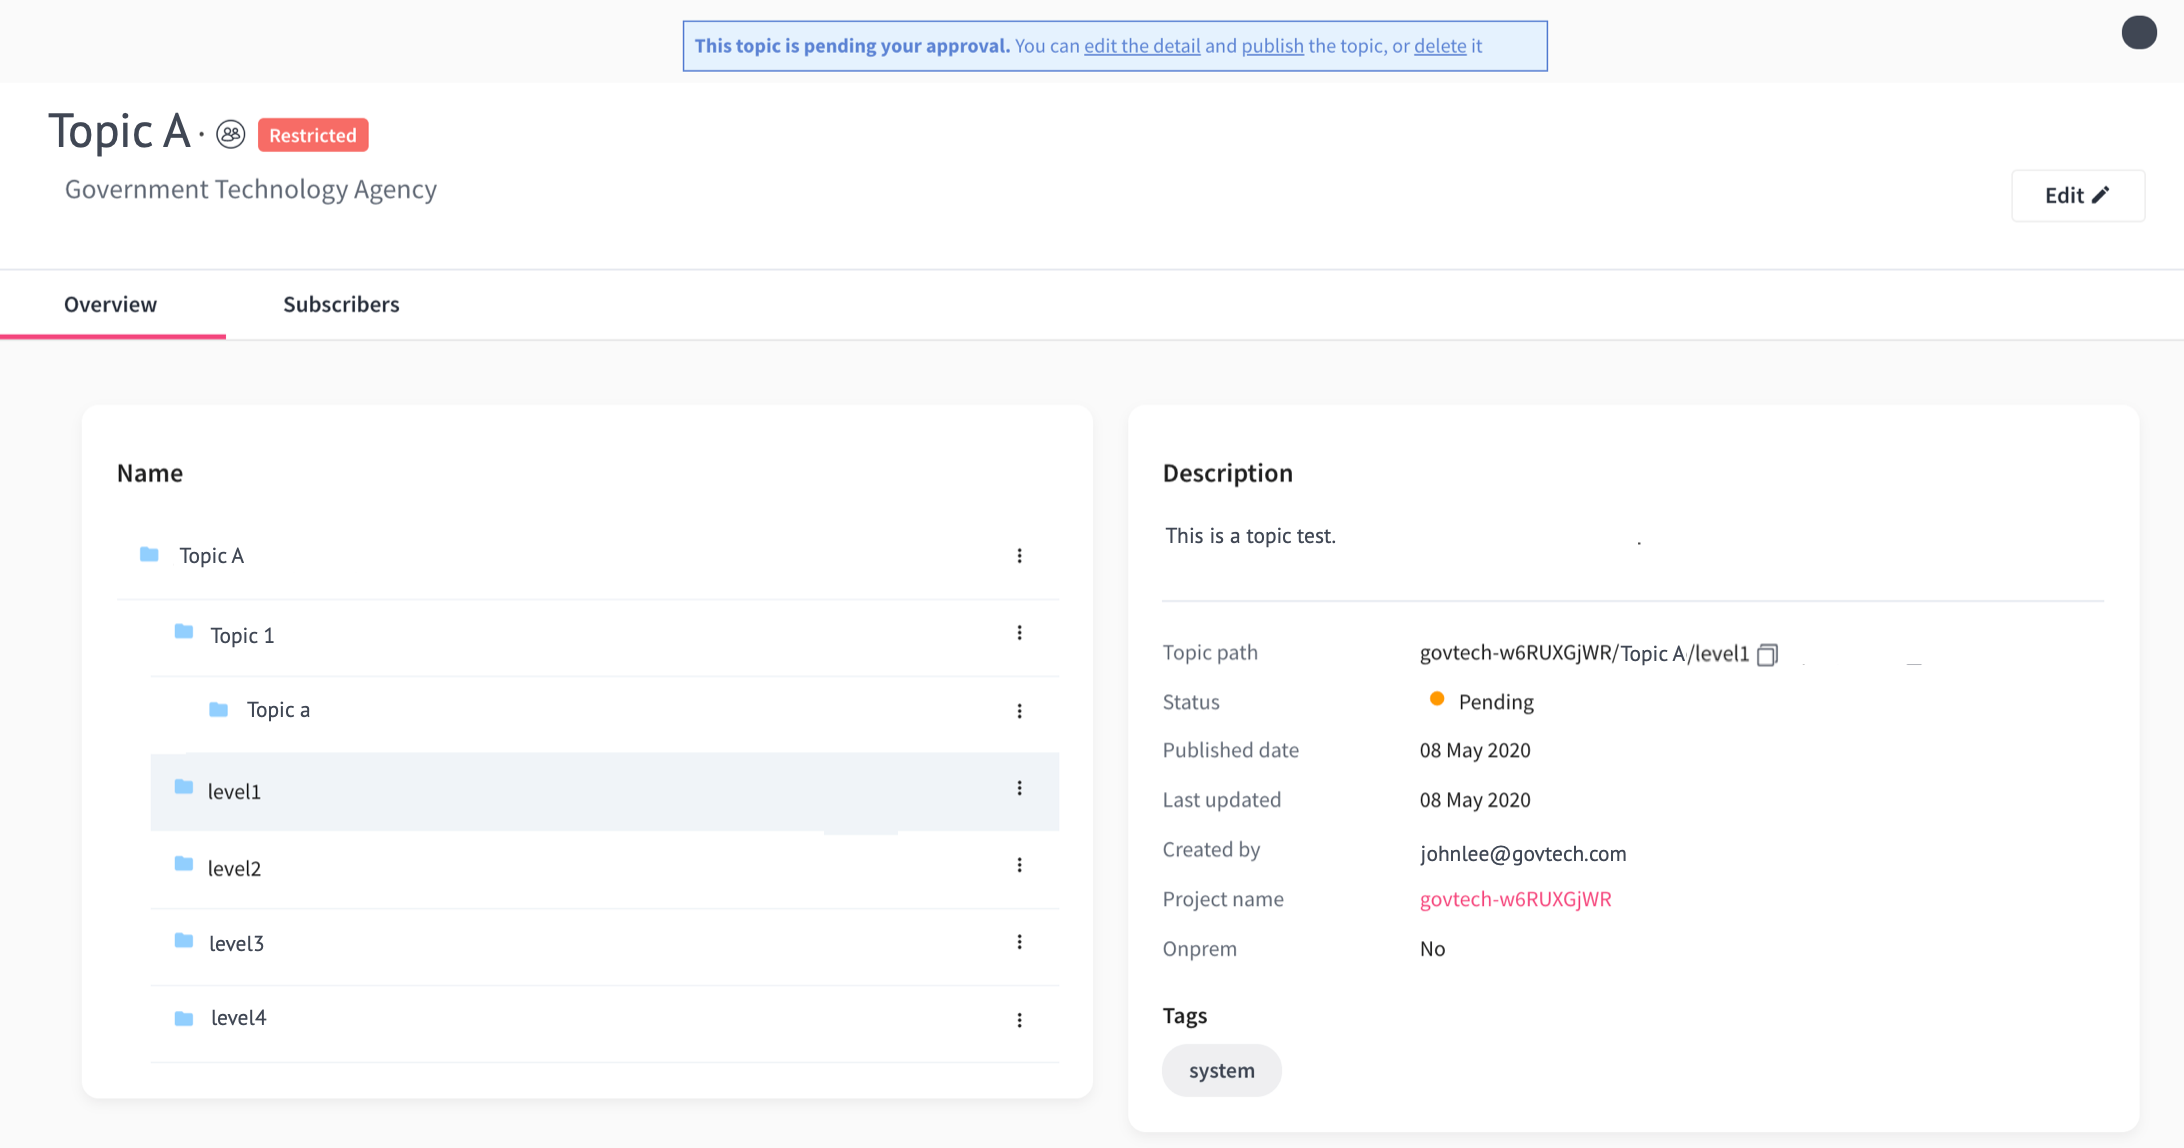 This topic is pending your approval. You can edit the detail and publish the topic, or delete it
Topic A · Restricted
Government Technology Agency
Edit
Overview Subscribers
Name
Topic A
Topic 1
Topic a
level1
level2
level3
level4
Description
This is a topic test.
Topic path govtech-w6RUXGjWR/Topic A/level1
Status Pending
Published date 08 May 2020
Last updated 08 May 2020
Created by johnlee@govtech.com
Project name govtech-w6RUXGjWR
Onprem No
Tags
system